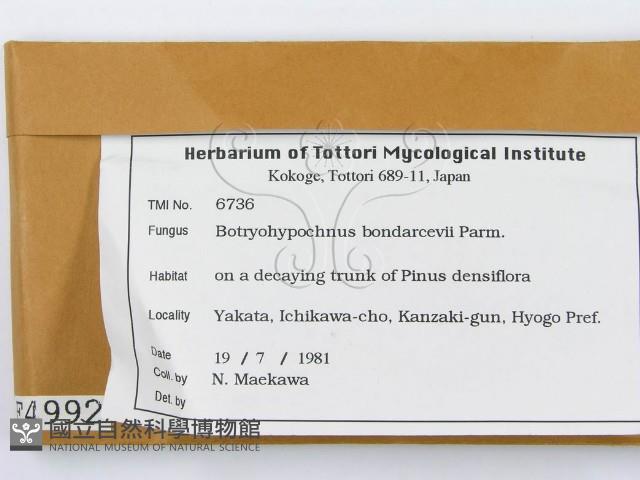 Herbarium of Tottori Mycological Institute
Kokoge, Tottori 689-11, Japan
TMI No. 6736
Fungus Botryohypochnus bondarcevii Parm.
Habitat on a decaying trunk of Pinus densiflora
Locality Yakata, Ichikawa-cho, Kanzaki-gun, Hyogo Pref.
Date 19 / 7 / 1981
Coll. by N. Maekawa
Det. by
F4992
國立自然科學博物館
NATIONAL MUSEUM OF NATURAL SCIENCE